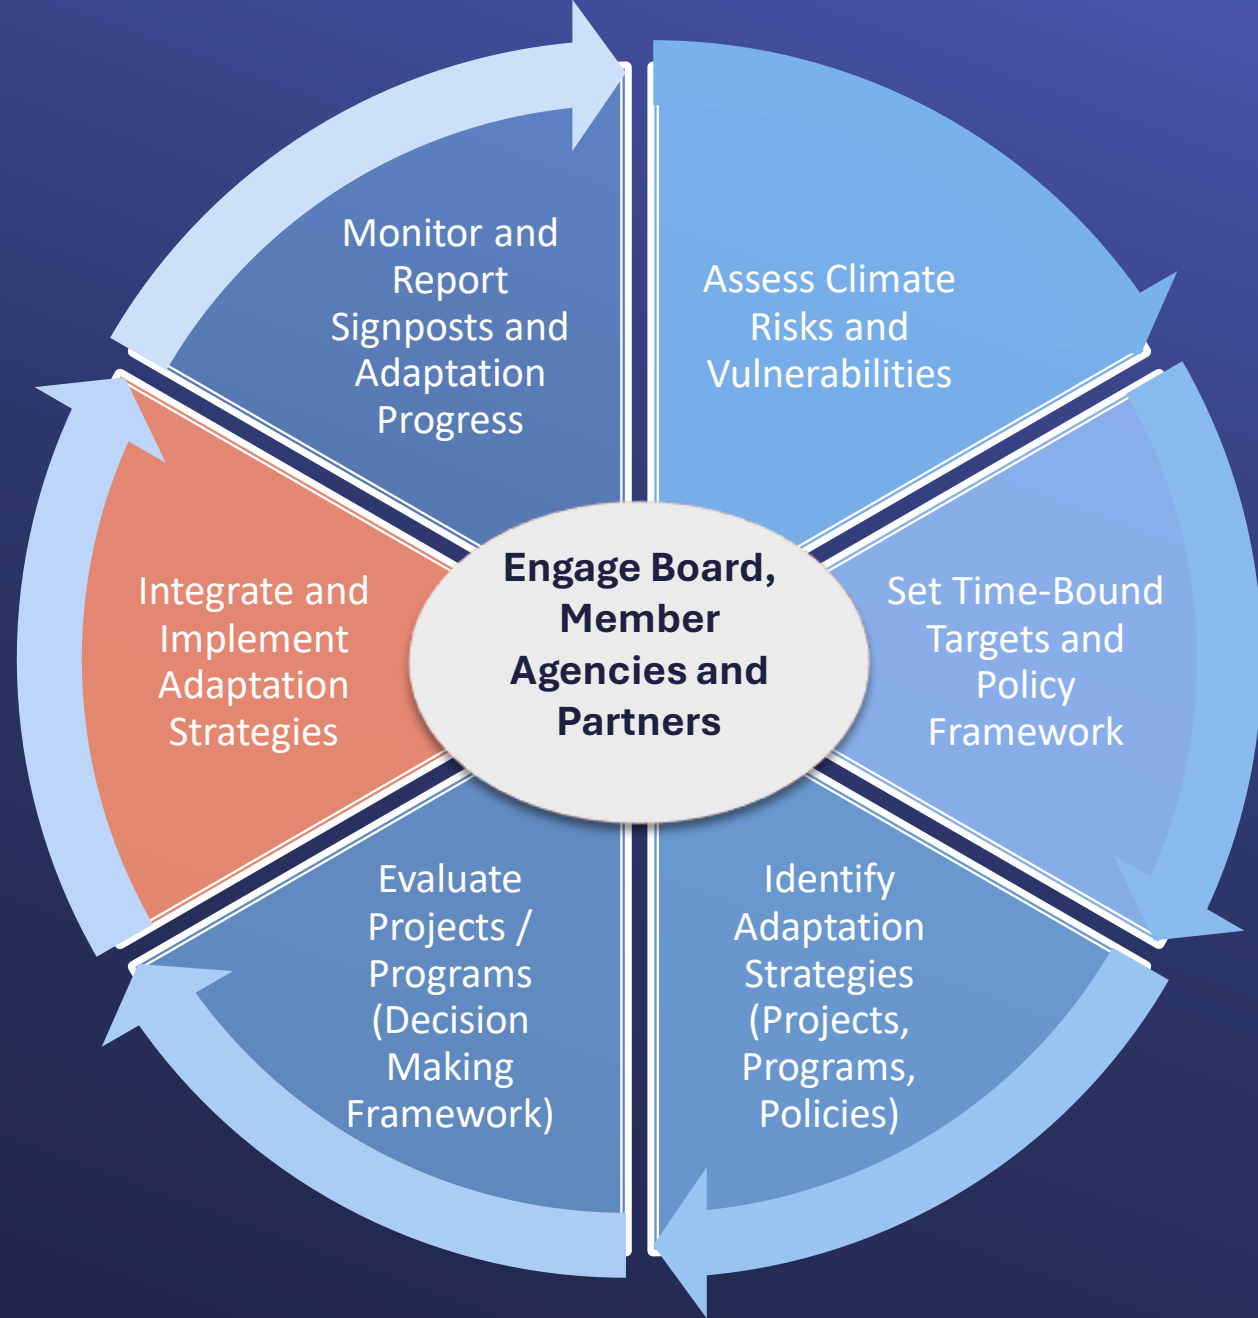 Monitor and
Report
Signposts and
Adaptation
Progress
Assess Climate
Risks and
Vulnerabilities
Set Time-Bound
Targets and
Policy
Framework
Identify
Adaptation
Strategies
(Projects,
Programs,
Policies)
Evaluate
Projects /
Programs
(Decision
Making
Framework)
Integrate and
Implement
Adaptation
Strategies
Engage Board,
Member
Agencies and
Partners